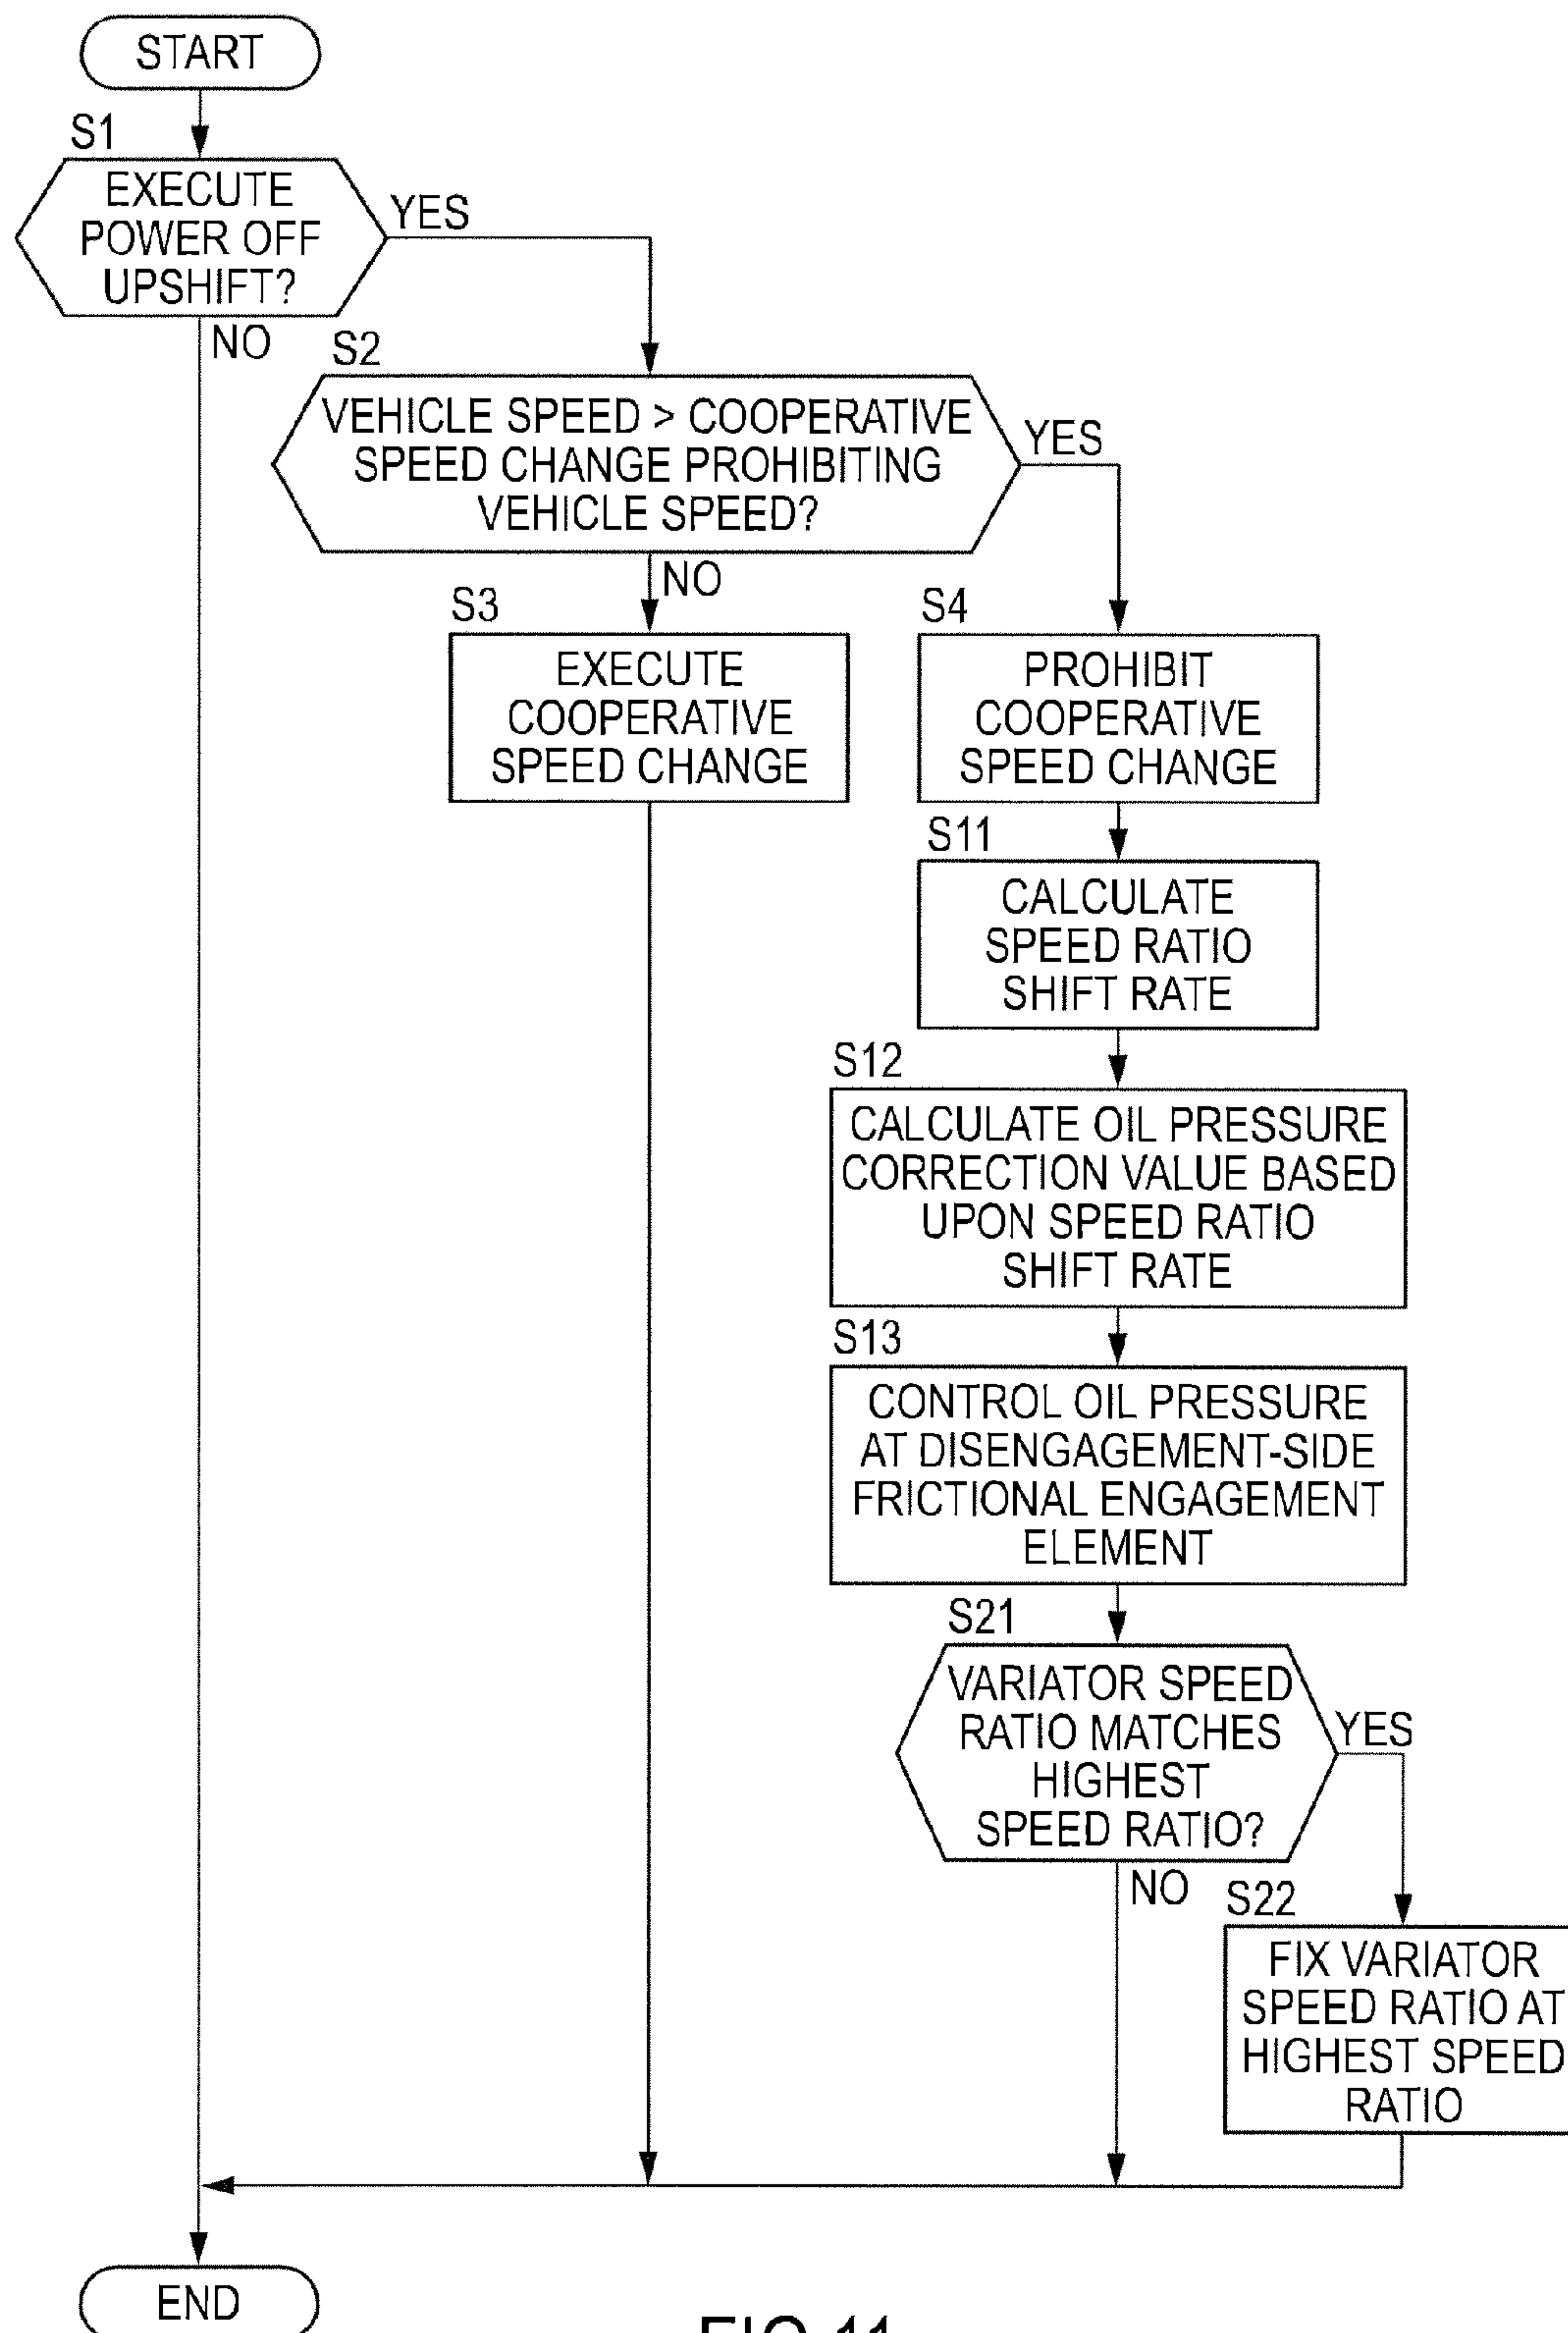 START
S1
EXECUTE
POWER OFF
UPSHIFT?
YES
NO
S2
VEHICLE SPEED > COOPERATIVE
SPEED CHANGE PROHIBITING
VEHICLE SPEED?
YES
NO
S3
EXECUTE
COOPERATIVE
SPEED CHANGE
S4
PROHIBIT
COOPERATIVE
SPEED CHANGE
S11
CALCULATE
SPEED RATIO
SHIFT RATE
S12
CALCULATE OIL PRESSURE
CORRECTION VALUE BASED
UPON SPEED RATIO
SHIFT RATE
S13
CONTROL OIL PRESSURE
AT DISENGAGEMENT-SIDE
FRICTIONAL ENGAGEMENT
ELEMENT
S21
VARIATOR SPEED
RATIO MATCHES
HIGHEST
SPEED RATIO?
YES
NO
S22
FIX VARIATOR
SPEED RATIO AT
HIGHEST SPEED
RATIO
END
FIG.11